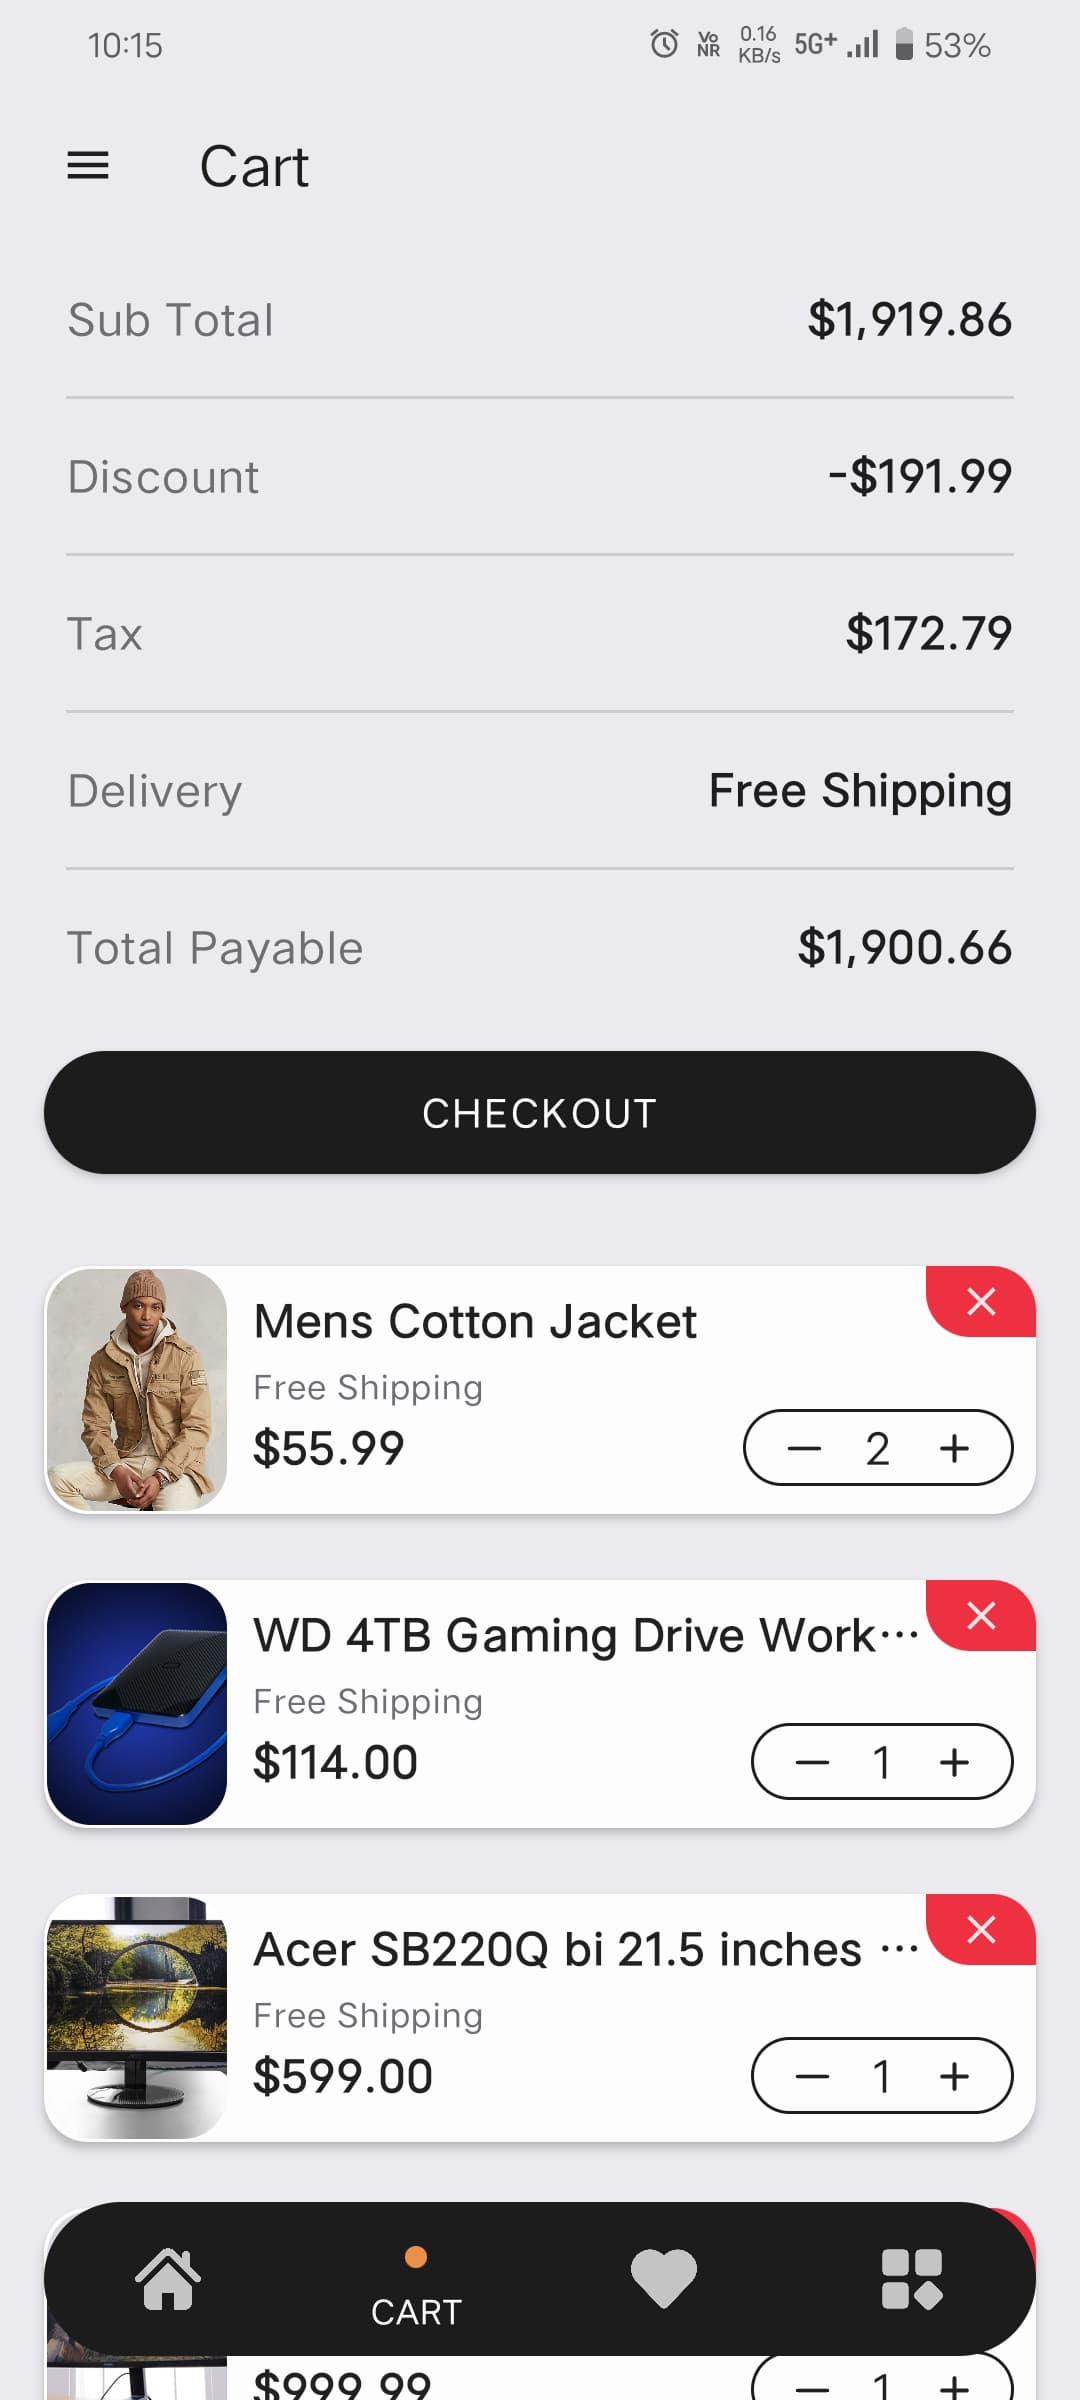 10:15
Vo NR 0.16 KB/s 5G+ 53%
Cart
Sub Total $1,919.86
Discount -$191.99
Tax $172.79
Delivery Free Shipping
Total Payable $1,900.66
CHECKOUT
Mens Cotton Jacket
Free Shipping
$55.99 — 2 +
WD 4TB Gaming Drive Work...
Free Shipping
$114.00 — 1 +
Acer SB220Q bi 21.5 inches ...
Free Shipping
$599.00 — 1 +
CART
$999.99 — 1 +